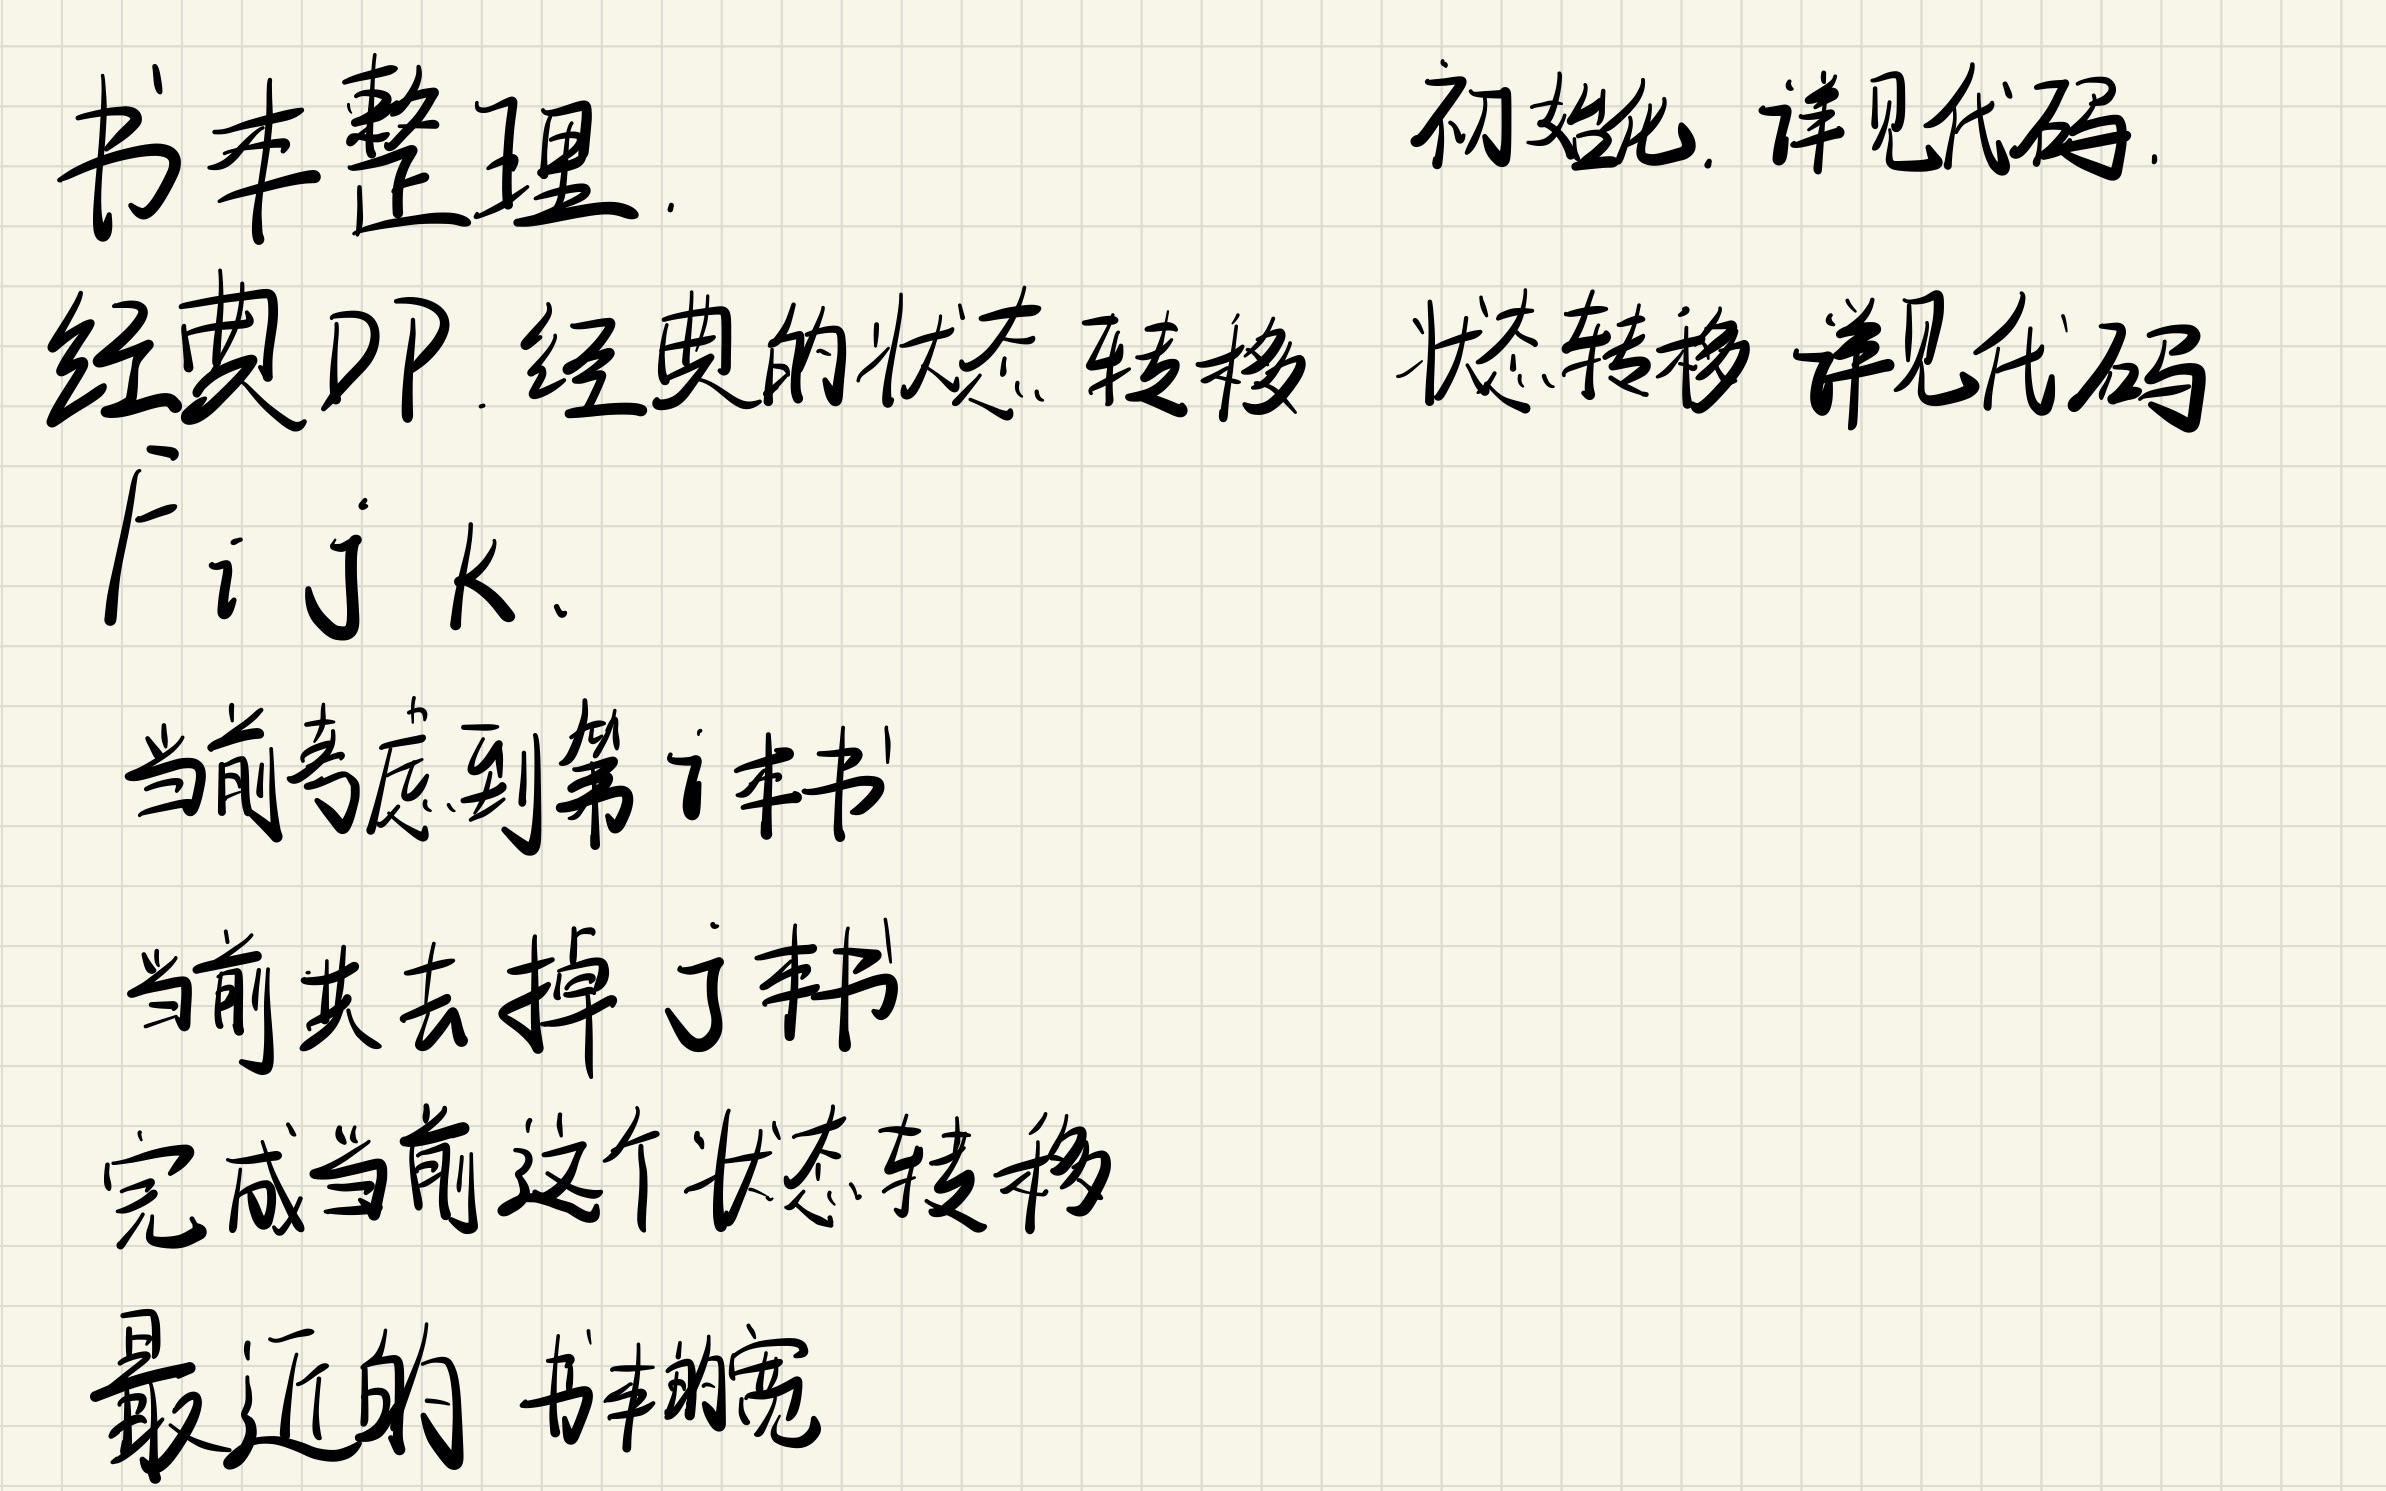 书本整理.
初始化. 详见代码.
经典DP. 经典的状态转移
状态转移详见代码
F i j k.
当前考虑到第i本书
当前共去掉j本书
完成当前这个状态转移
最近的书本的宽